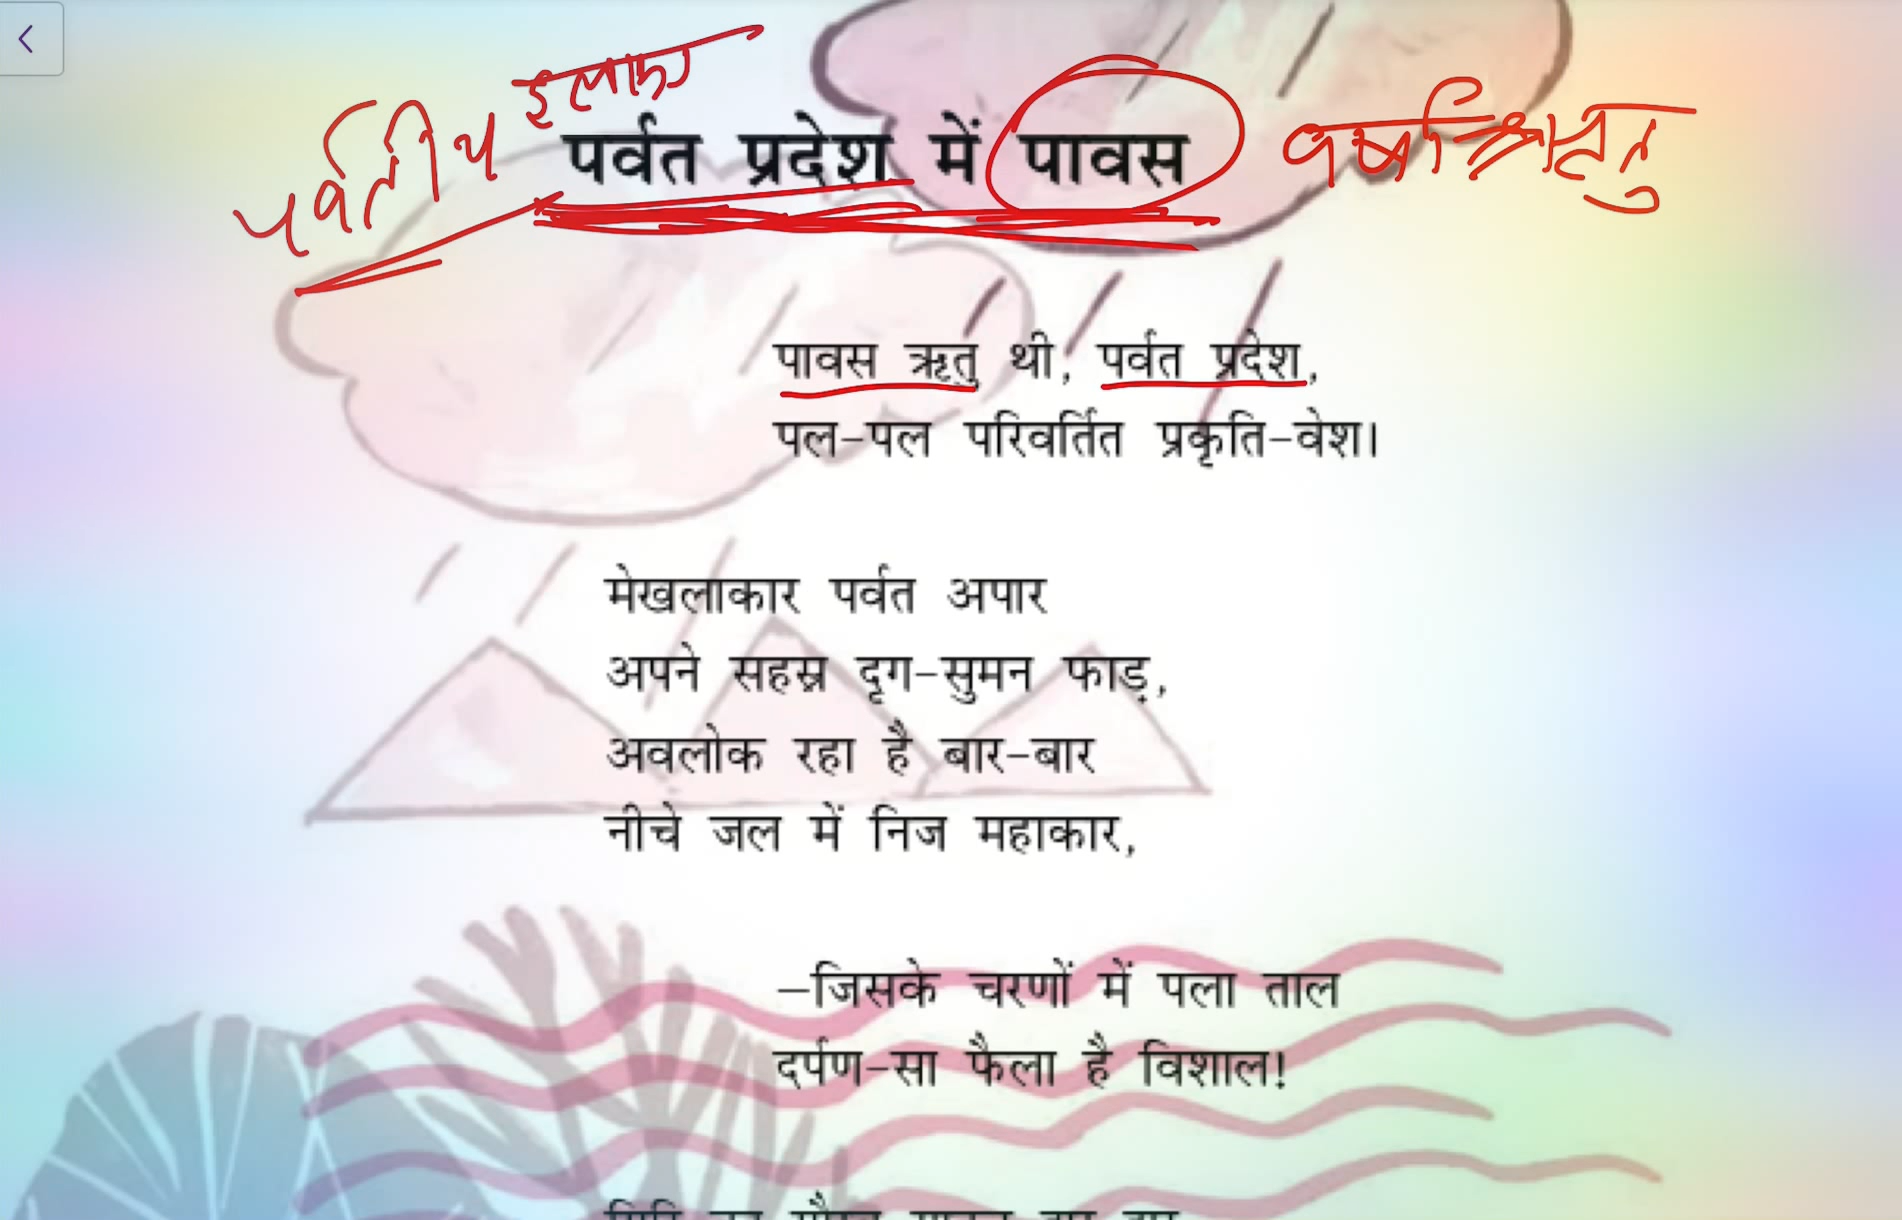 पर्वतीय इलाका
पर्वत प्रदेश में पावस
वर्षा ऋतु
पावस ऋतु थी, पर्वत प्रदेश,
पल-पल परिवर्तित प्रकृति-वेश।
मेखलाकार पर्वत अपार
अपने सहस्र दृग-सुमन फाड़,
अवलोक रहा है बार-बार
नीचे जल में निज महाकार,
-जिसके चरणों में पला ताल
दर्पण-सा फैला है विशाल!